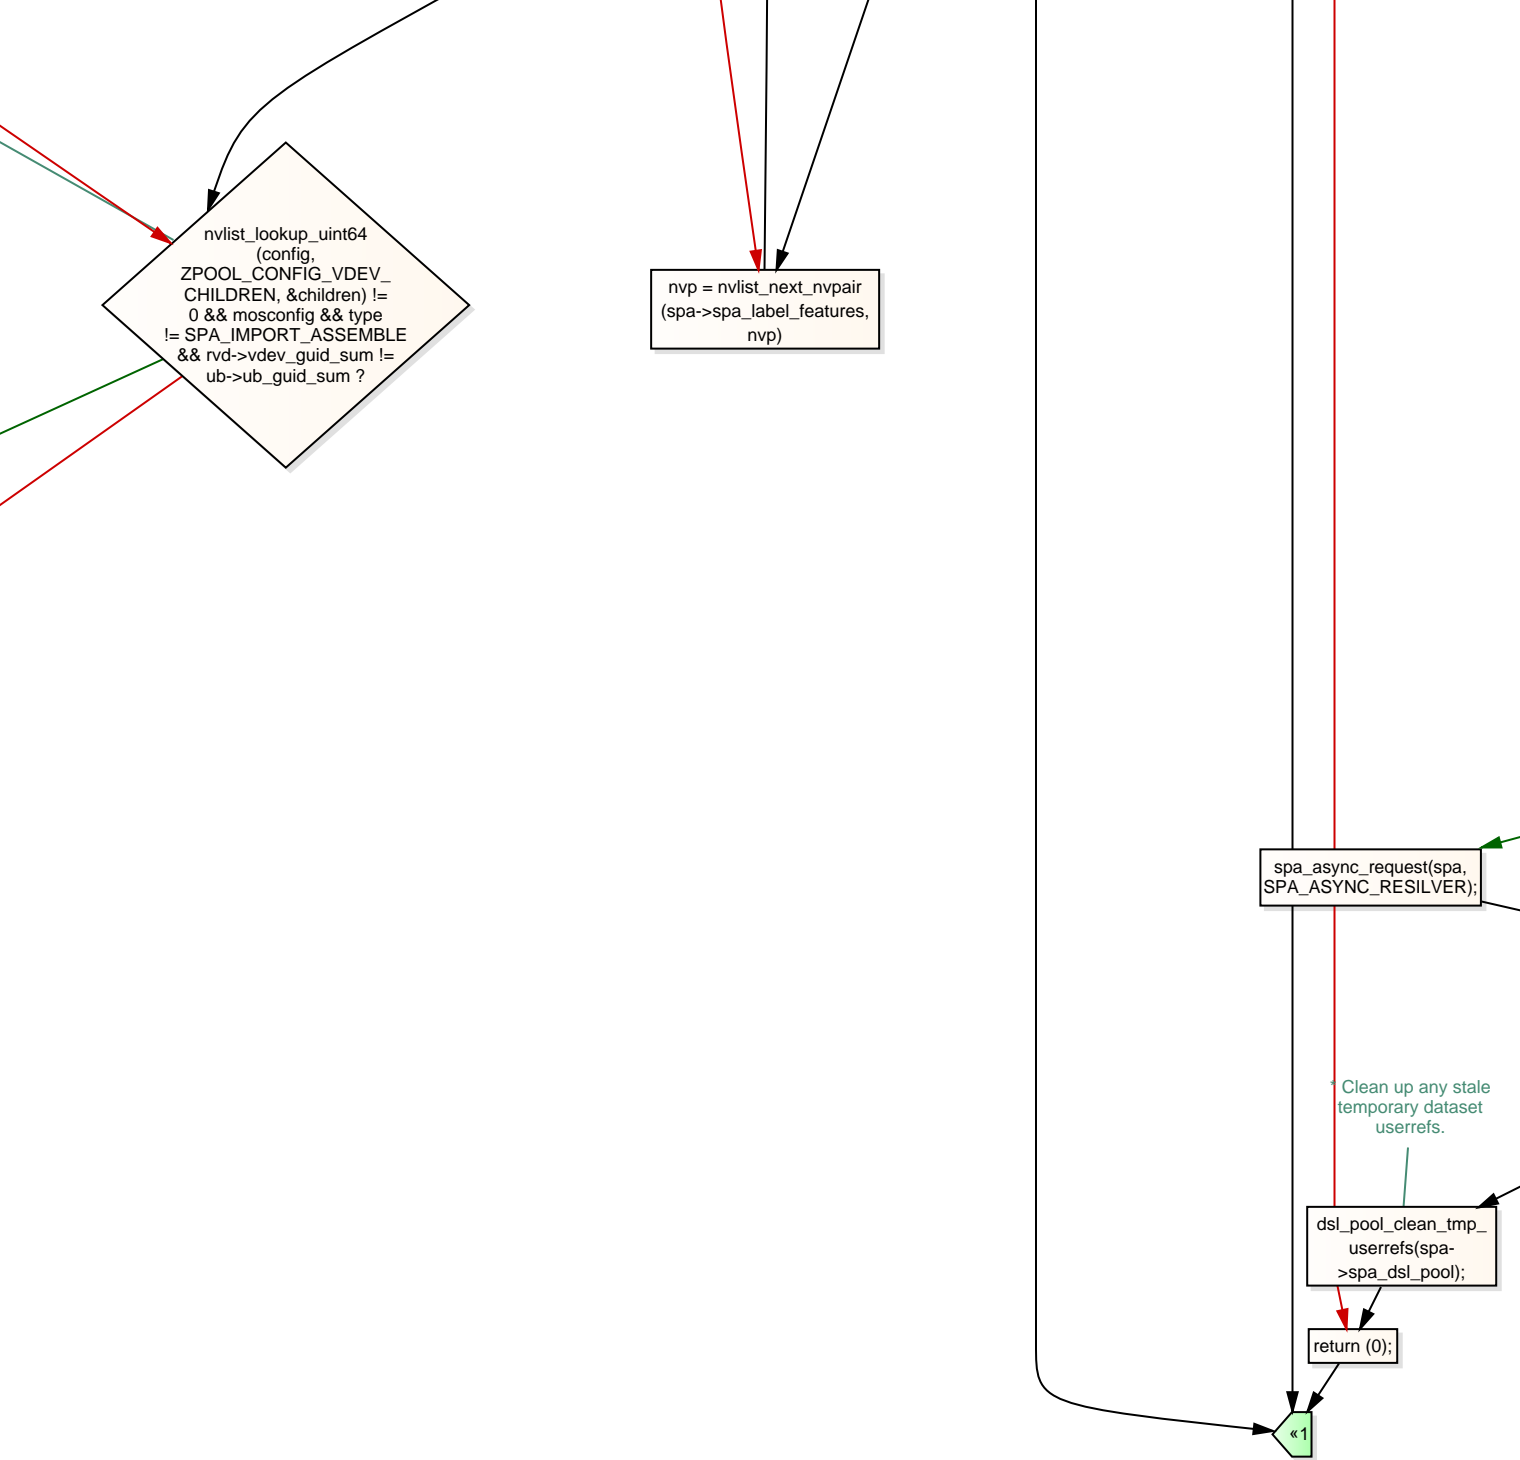 nvlist_lookup_uint64
(config,
ZPOOL_CONFIG_VDEV_
CHILDREN, &children) !=
0 && mosconfig && type
!= SPA_IMPORT_ASSEMBLE
&& rvd->vdev_guid_sum !=
ub->ub_guid_sum ?
nvp = nvlist_next_nvpair
(spa->spa_label_features,
nvp)
spa_async_request(spa,
SPA_ASYNC_RESILVER);
* Clean up any stale
temporary dataset
userrefs.
dsl_pool_clean_tmp_
userrefs(spa-
>spa_dsl_pool);
return (0);
«1